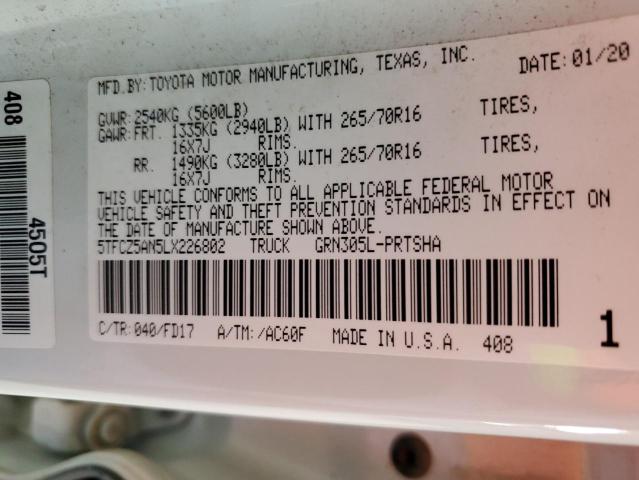 MFD.BY:TOYOTA MOTOR MANUFACTURING, TEXAS, INC. DATE:01/20
GVWR:2540KG (5600LB)
GAWR:FRT. 1335KG (2940LB) WITH 265/70R16 TIRES,
16X7J RIMS.
RR. 1490KG (3280LB) WITH 265/70R16 TIRES,
16X7J RIMS.
THIS VEHICLE CONFORMS TO ALL APPLICABLE FEDERAL MOTOR
VEHICLE SAFETY AND THEFT PREVENTION STANDARDS IN EFFECT ON
THE DATE OF MANUFACTURE SHOWN ABOVE.
5TFCZ5AN5LX226802 TRUCK GRN305L-PRTSHA
C/TR:040/FD17 A/TM:/AC60F MADE IN U.S.A. 408 1
408
4505T